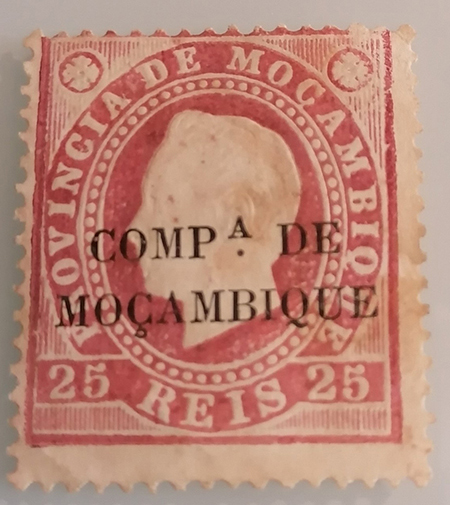 PROVINCIA DE MOÇAMBIQUE
COMPᴬ. DE
MOÇAMBIQUE
25 REIS 25